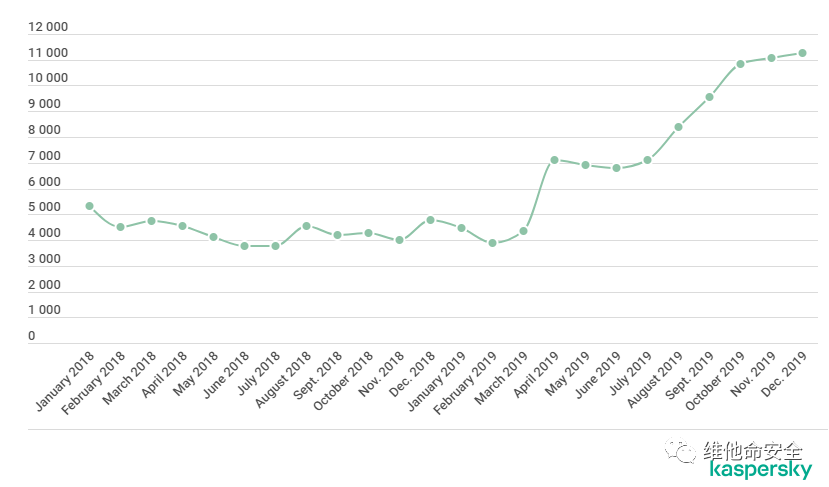 12 000
11 000
10 000
9 000
8 000
7 000
6 000
5 000
4 000
3 000
2 000
1 000
0
January 2018
February 2018
March 2018
April 2018
May 2018
June 2018
July 2018
August 2018
Sept. 2018
October 2018
Nov. 2018
Dec. 2018
January 2019
February 2019
March 2019
April 2019
May 2019
June 2019
July 2019
August 2019
Sept. 2019
October 2019
Nov. 2019
Dec. 2019
维他命安全
kaspersky